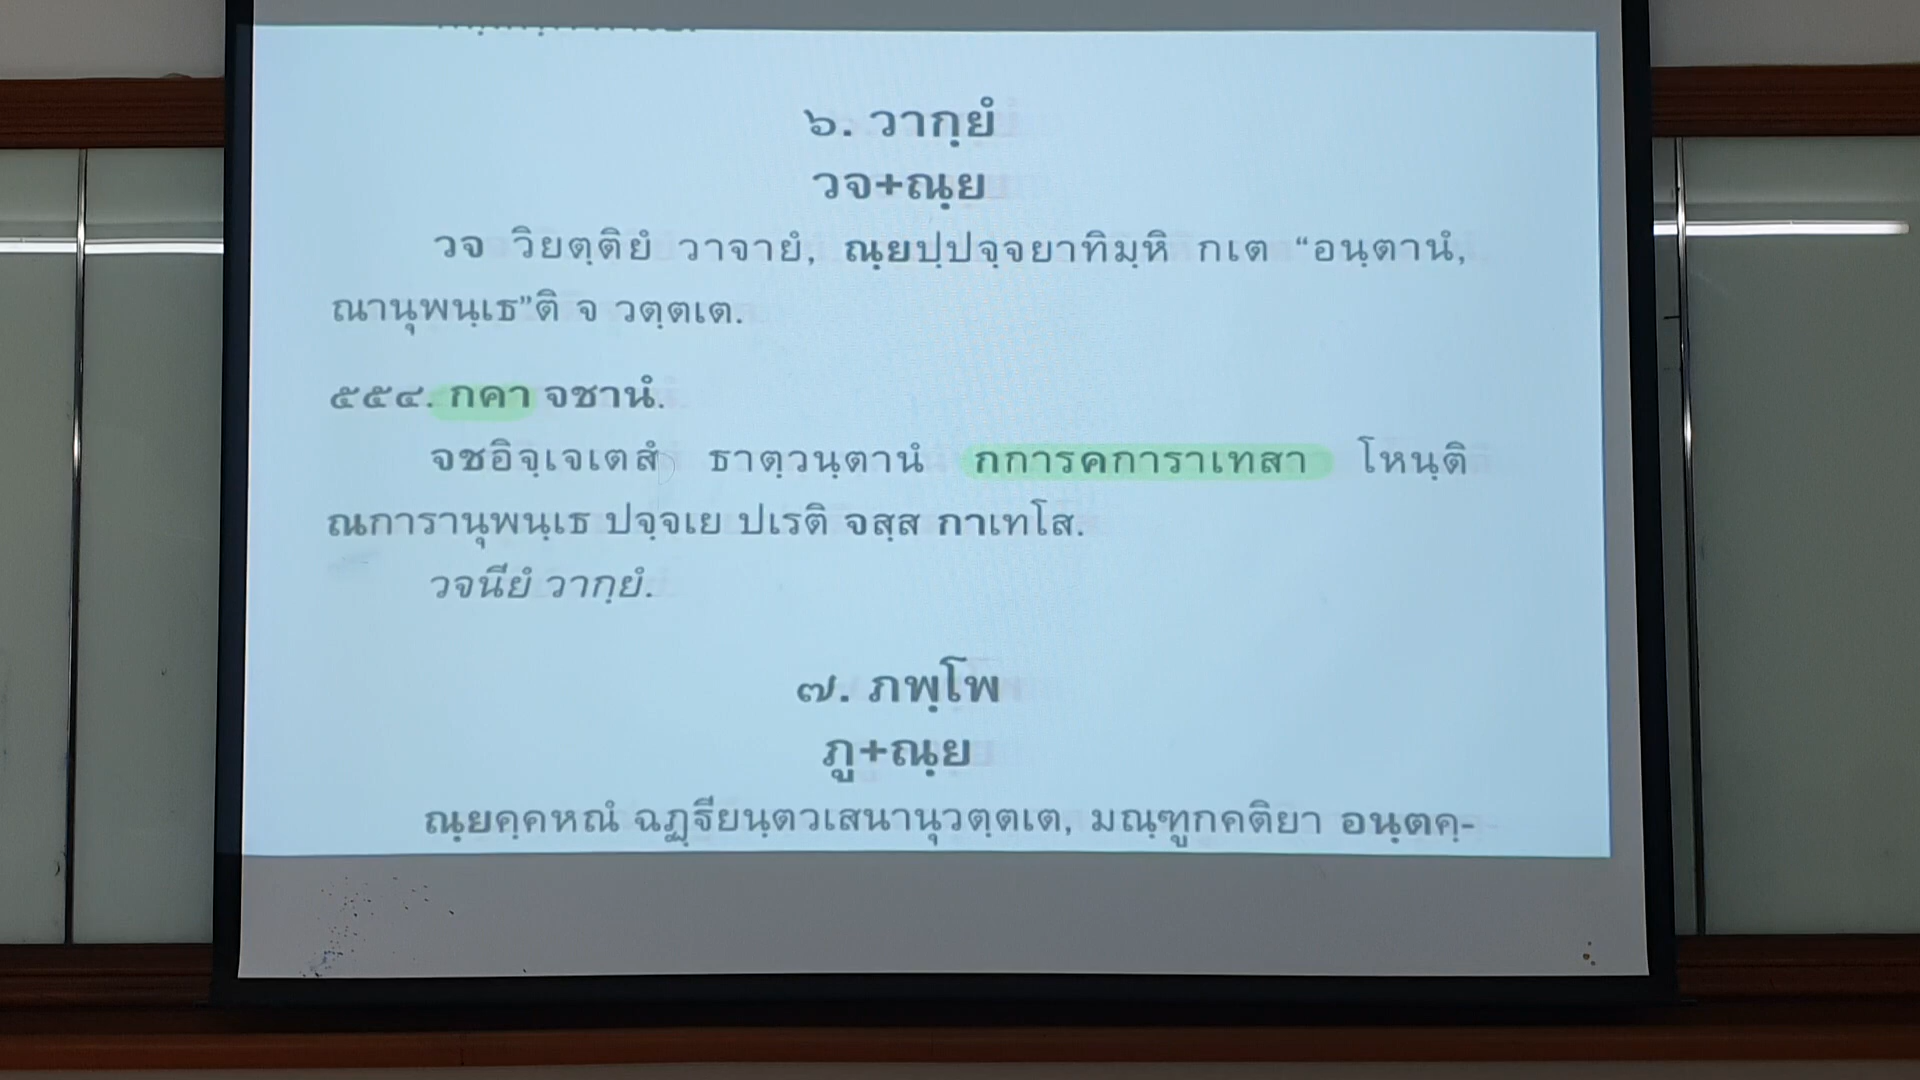 ๖. วากฺยํ
วจ+ณฺย
วจ วิยตฺติยํ วาจายํ, ณฺยปฺปจฺจยาทิมฺหิ กเต “อนฺตานํ,
ณานุพนฺเธ”ติ จ วตฺตเต.
๕๕๔. กคา จชานํ.
จชอิจฺเจเตสํ ธาตฺวนฺตานํ กการคการาเทสา โหนฺติ
ณการานุพนฺเธ ปจฺจเย ปเรติ จสฺส กาเทโส.
วจนียํ วากฺยํ.
๗. ภพฺโพ
ภู+ณฺย
ณฺยคฺคหณํ ฉฏฺฐียนฺตวเสนานุวตฺตเต, มณฺฑูกคติยา อนฺตคฺ-